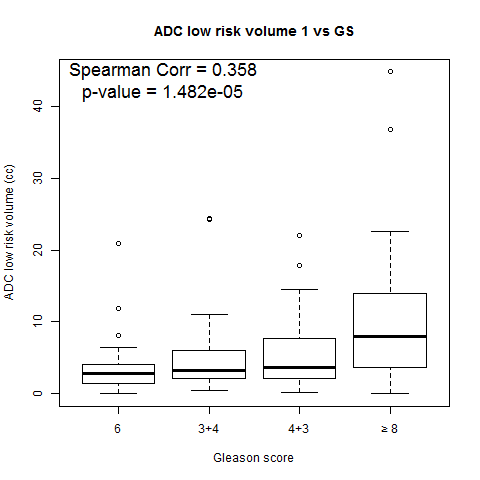 ADC low risk volume 1 vs GS
Spearman Corr = 0.358
p-value = 1.482e-05
ADC low risk volume (cc)
40
30
20
10
0
6 3+4 4+3 ≥ 8
Gleason score